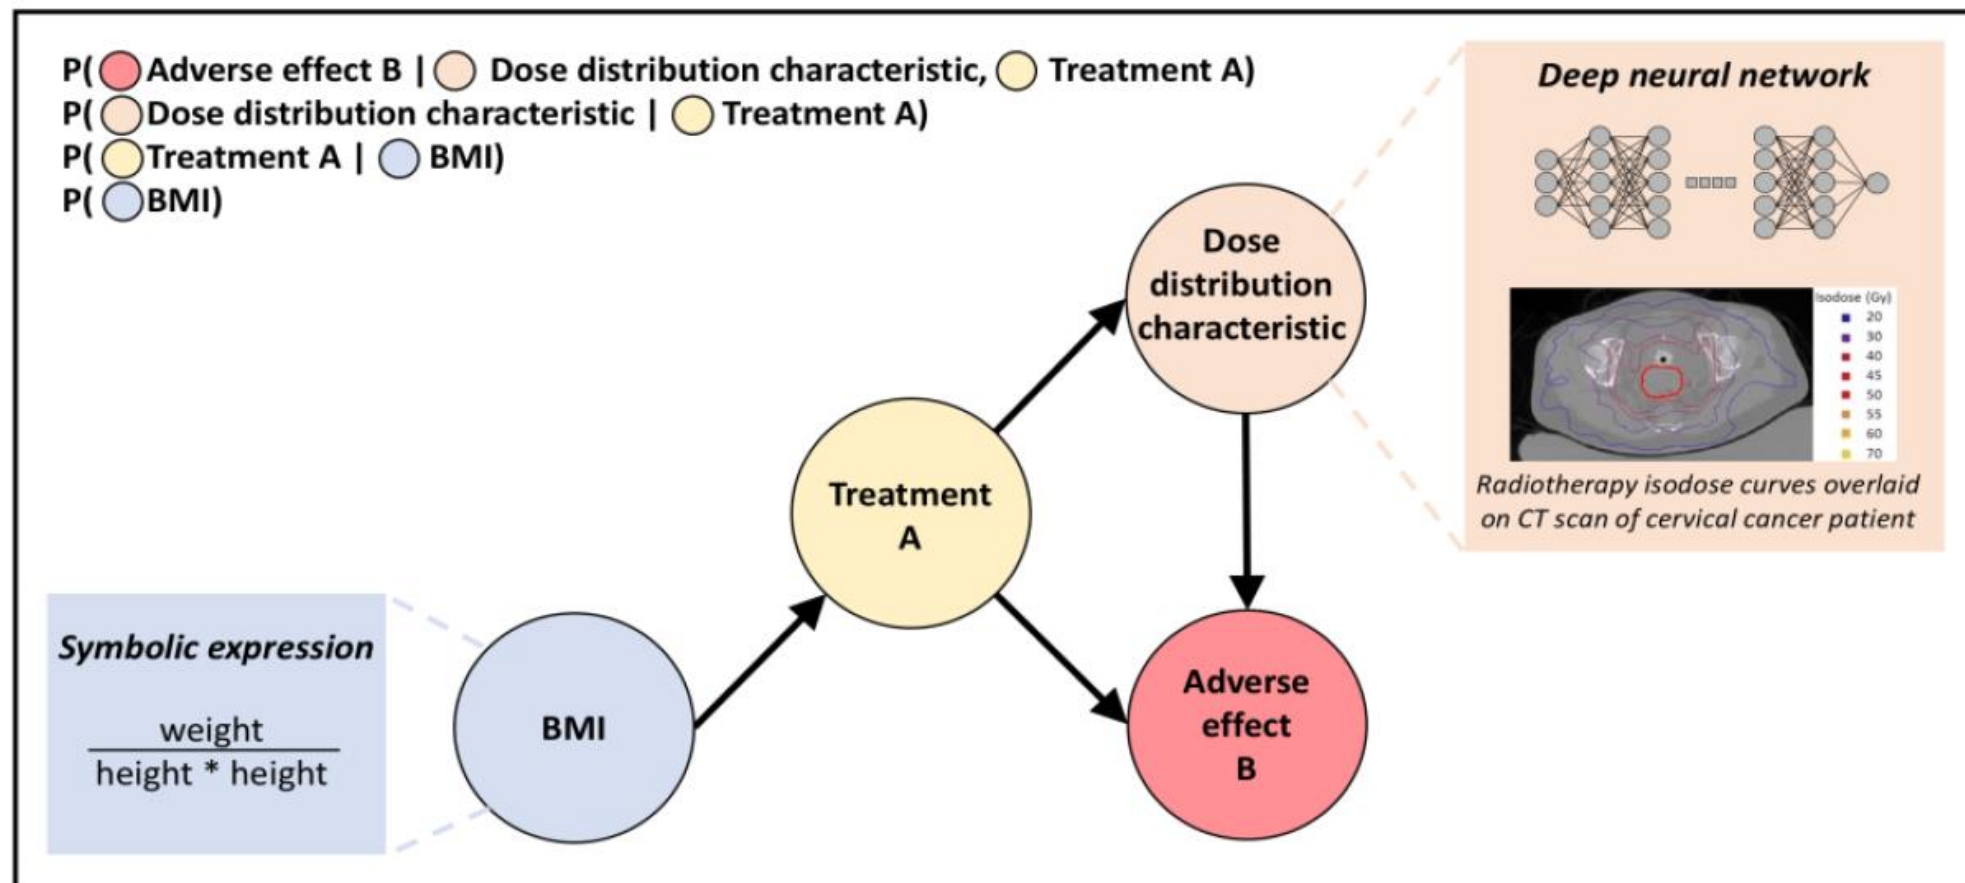 P( Adverse effect B | Dose distribution characteristic, Treatment A)
P( Dose distribution characteristic | Treatment A)
P( Treatment A | BMI)
P( BMI)
Deep neural network
Isodose (Gy)
20
30
40
45
50
55
60
70
Radiotherapy isodose curves overlaid
on CT scan of cervical cancer patient
Dose
distribution
characteristic
Treatment
A
Symbolic expression
weight
height * height
BMI
Adverse
effect
B